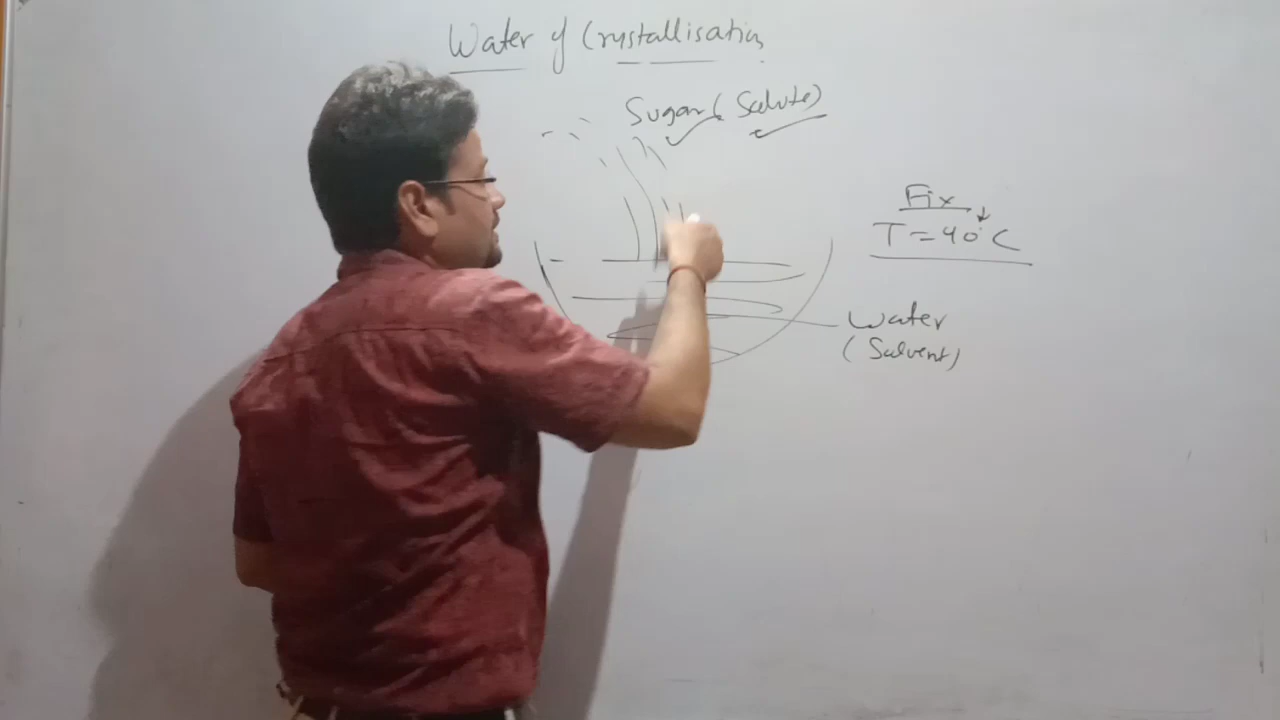 Water of Crystallisation
Sugar (Solute)
Fix
T = 40°C
Water
(Solvent)